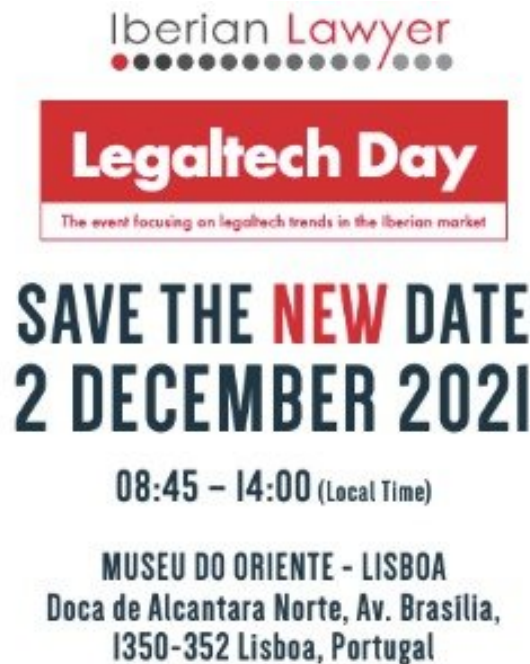 Iberian Lawyer
Legaltech Day
The event focusing on legaltech trends in the Iberian market
SAVE THE NEW DATE
2 DECEMBER 2021
08:45 – 14:00 (Local Time)
MUSEU DO ORIENTE - LISBOA
Doca de Alcantara Norte, Av. Brasília,
1350-352 Lisboa, Portugal